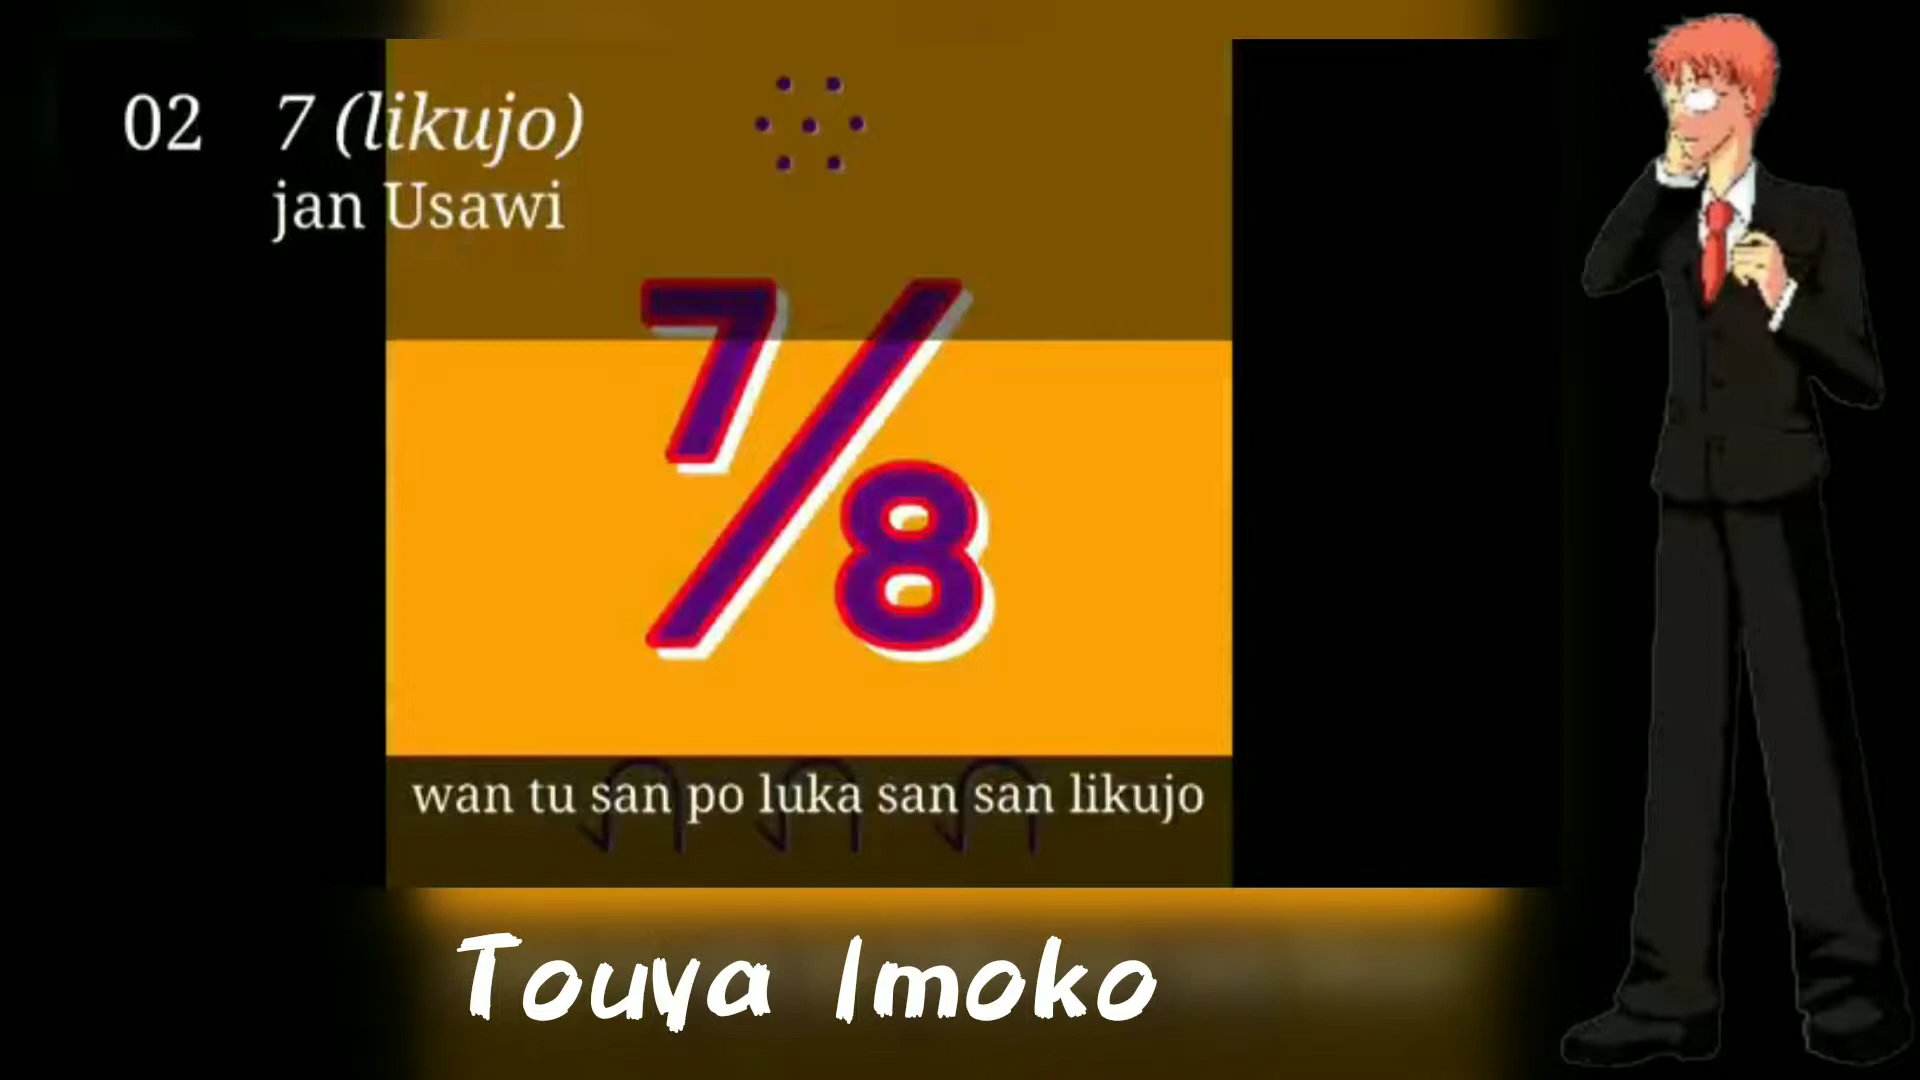 02 7 (likujo)
jan Usawi
7/8
wan tu san po luka san san likujo
Touya Imoko